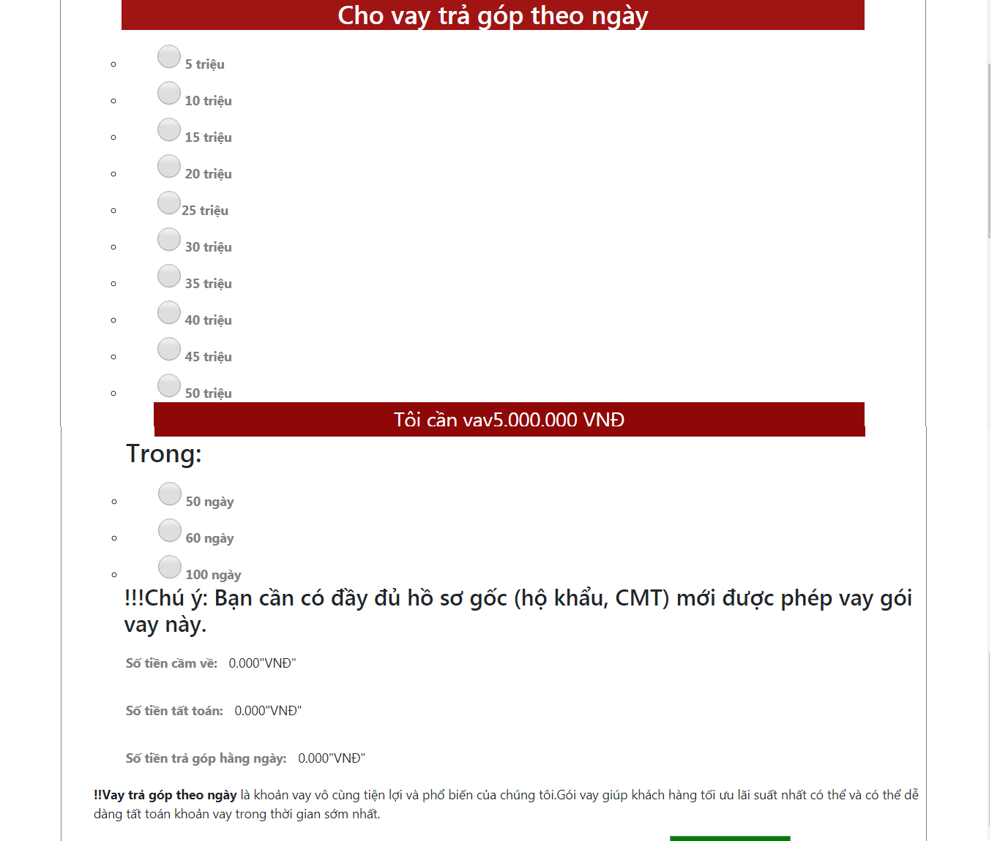 Cho vay trả góp theo ngày
5 triệu
10 triệu
15 triệu
20 triệu
25 triệu
30 triệu
35 triệu
40 triệu
45 triệu
50 triệu
Tôi cần vay5.000.000 VNĐ
Trong:
50 ngày
60 ngày
100 ngày
!!!Chú ý: Bạn cần có đầy đủ hồ sơ gốc (hộ khẩu, CMT) mới được phép vay gói
vay này.
Số tiền cầm về: 0.000"VNĐ"
Số tiền tất toán: 0.000"VNĐ"
Số tiền trả góp hằng ngày: 0.000"VNĐ"
!!Vay trả góp theo ngày là khoản vay vô cùng tiện lợi và phổ biến của chúng tôi.Gói vay giúp khách hàng tối ưu lãi suất nhất có thể và có thể dễ
dàng tất toán khoản vay trong thời gian sớm nhất.